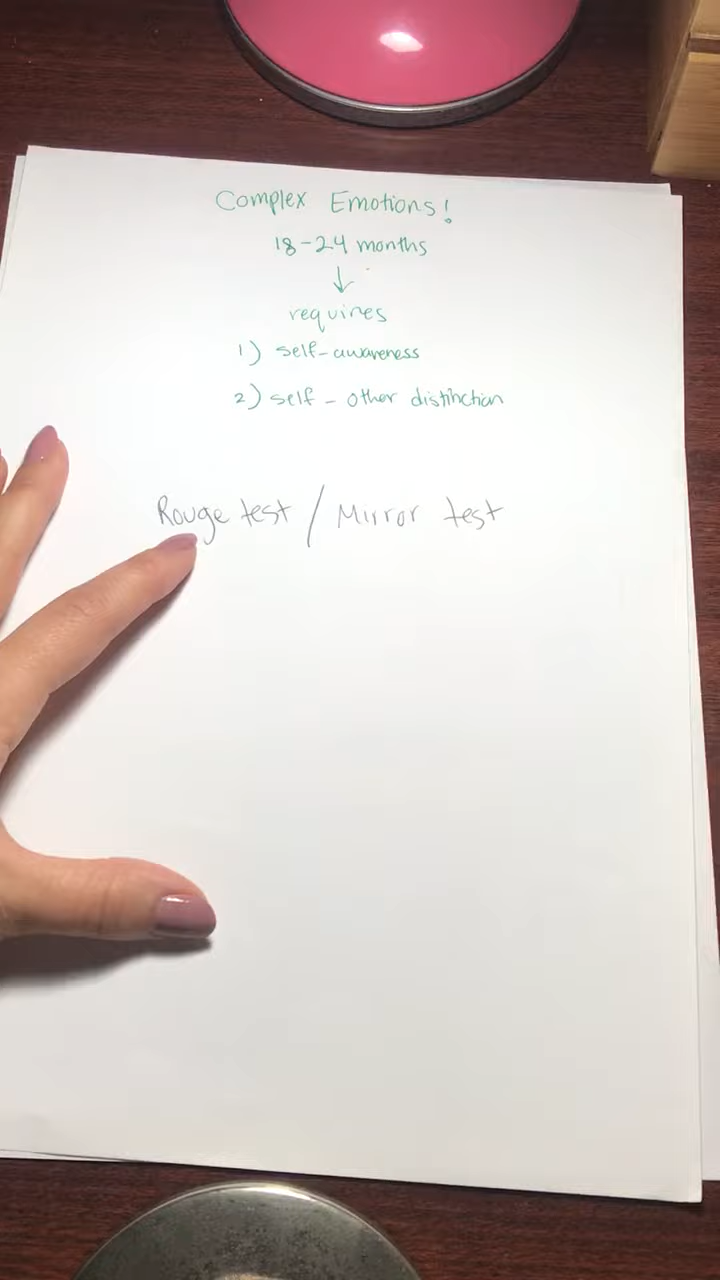 Complex Emotions!
18-24 months
↓
requires
1) self-awareness
2) self - other distinction
Rouge test / Mirror test